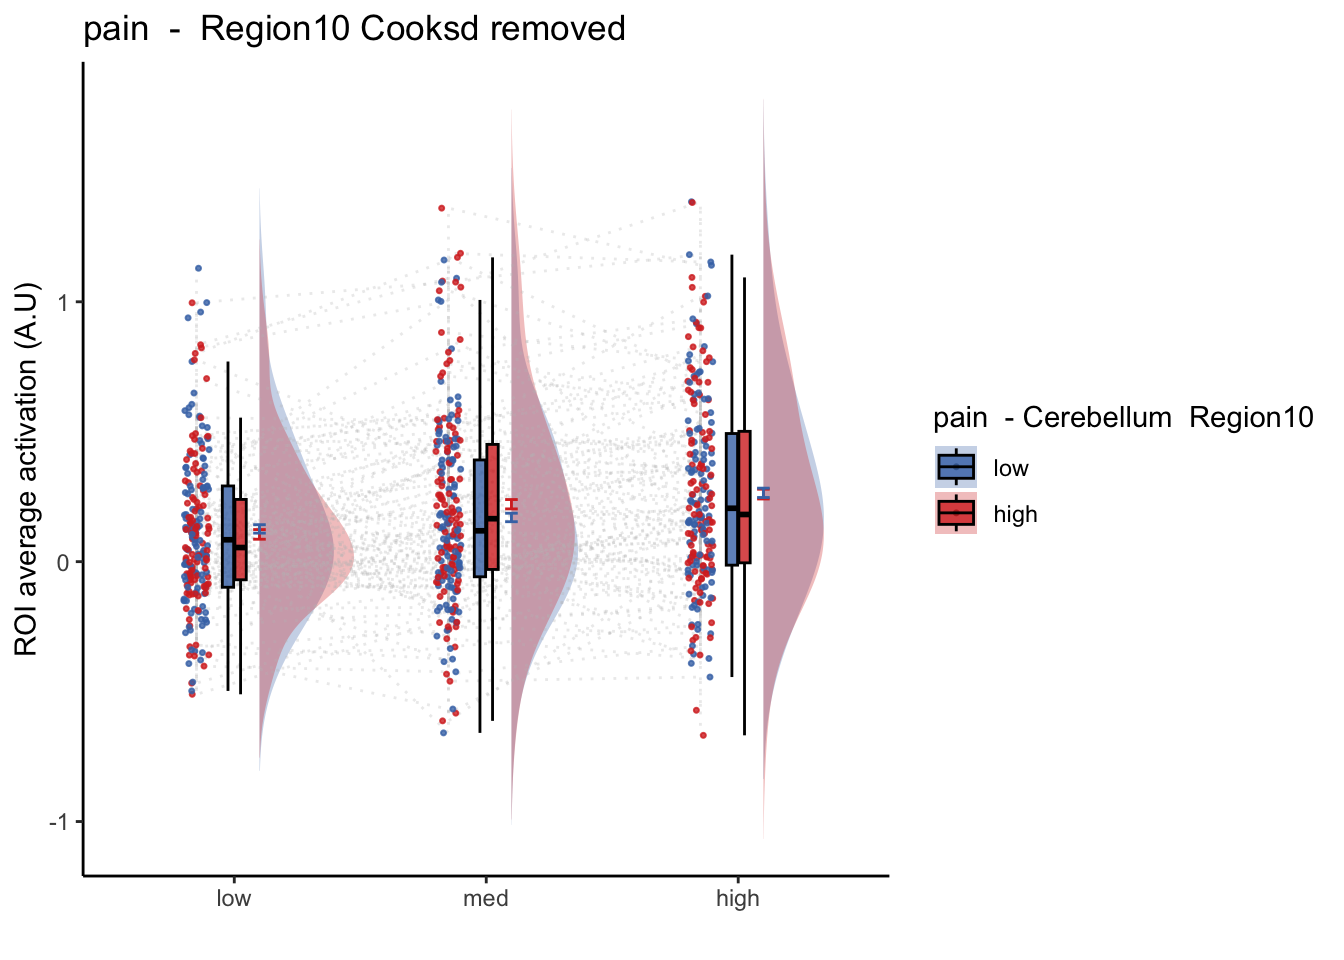 pain - Region10 Cooksd removed
ROI average activation (A.U)
1
0
-1
low
med
high
pain - Cerebellum Region10
low
high